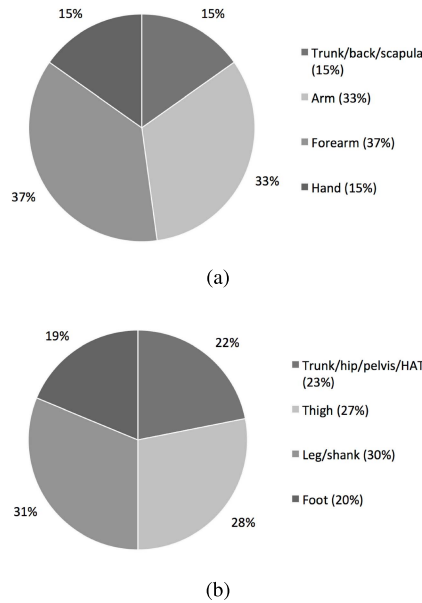 15%
15%
33%
37%
Trunk/back/scapula
(15%)
Arm (33%)
Forearm (37%)
Hand (15%)
(a)
19%
22%
28%
31%
Trunk/hip/pelvis/HAT
(23%)
Thigh (27%)
Leg/shank (30%)
Foot (20%)
(b)